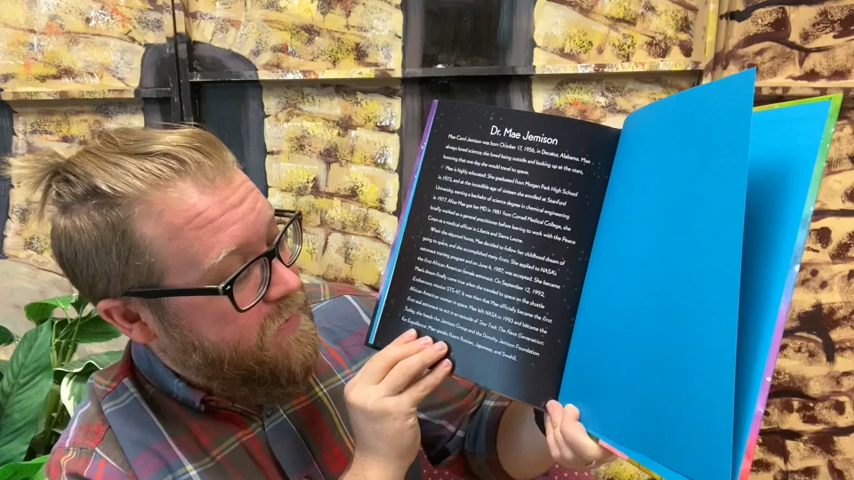 Dr. Mae Jemison
Mae Carol Jemison was born October 17, 1956, in Decatur, Alabama. Mae
always loved science; she loved being outside and looking up at the stars,
knowing that one day she would travel to space.
Mae is highly educated: She graduated from Morgan Park High School
in 1973, and at the incredible age of sixteen she enrolled at Stanford
University, earning a bachelor of science degree in chemical engineering
in 1977. After Mae got her MD in 1981 from Cornell Medical College, she
briefly worked as a general practitioner before leaving to work with the Peace
Corps as a medical officer in Liberia and Sierra Leone.
When she returned home, Mae decided to follow her childhood dream of
going to space, and she accomplished many firsts. She applied to NASA's
astronaut training program and on June 4, 1987, was accepted. She became
the first African American female astronaut. On September 12, 1992,
Mae's dream finally came true when she traveled to space on the shuttle
Endeavour, mission STS-47. It was then that Mae officially became the first
African American woman in space. Mae left NASA in 1993 and became the
first real astronaut to act in an episode of Star Trek: The Next Generation.
Today, she heads the Jemison Group and the Dorothy Jemison Foundation
for Excellence. Mae speaks fluent Russian, Japanese, and Swahili.